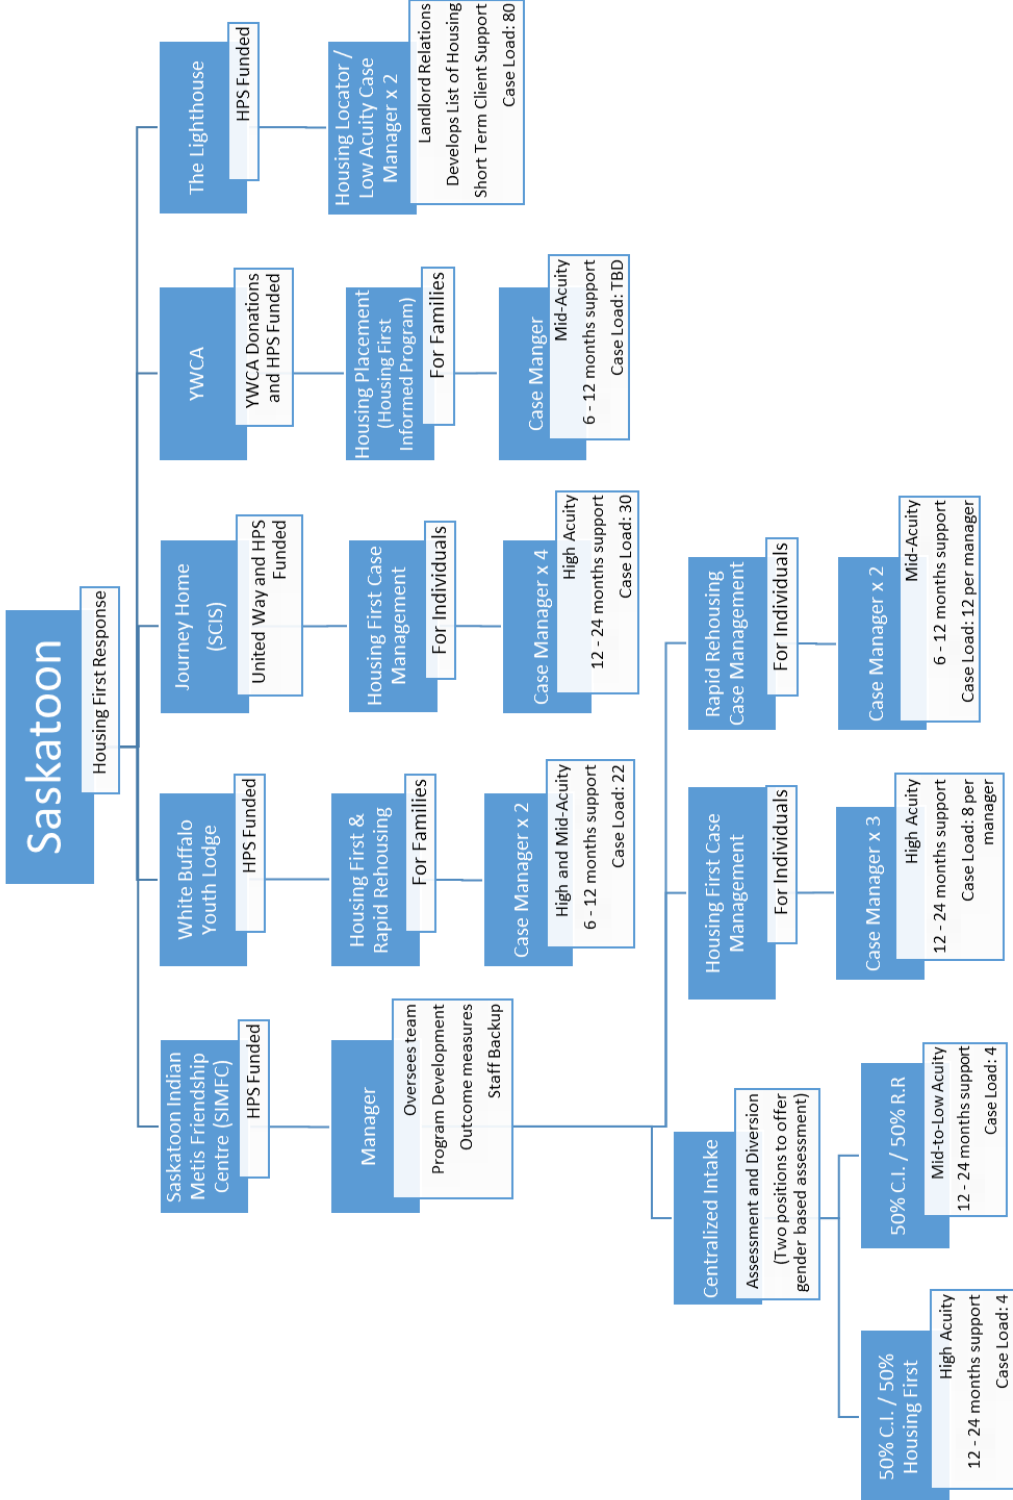 Saskatoon
Housing First Response
Saskatoon Indian
Metis Friendship
Centre (SIMFC)
HPS Funded
White Buffalo
Youth Lodge
HPS Funded
Journey Home
(SCIS)
United Way and HPS
Funded
YWCA
YWCA Donations
and HPS Funded
The Lighthouse
HPS Funded
Manager
Oversees team
Program Development
Outcome measures
Staff Backup
Housing First &
Rapid Rehousing
For Families
Housing First Case
Management
For Individuals
Housing Placement
(Housing First
Informed Program)
For Families
Housing Locator /
Low Acuity Case
Manager x 2
Landlord Relations
Develops List of Housing
Short Term Client Support
Case Load: 80
Case Manager x 2
High and Mid-Acuity
6 - 12 months support
Case Load: 22
Case Manager x 4
High Acuity
12 - 24 months support
Case Load: 30
Case Manger
Mid-Acuity
6 - 12 months support
Case Load: TBD
Centralized Intake
Assessment and Diversion
(Two positions to offer
gender based assessment)
Housing First Case
Management
For Individuals
Rapid Rehousing
Case Management
For Individuals
50% C.I. / 50%
Housing First
High Acuity
12 - 24 months support
Case Load: 4
50% C.I. / 50% R.R
Mid-to-Low Acuity
12 - 24 months support
Case Load: 4
Case Manager x 3
High Acuity
12 - 24 months support
Case Load: 8 per
manager
Case Manager x 2
Mid-Acuity
6 - 12 months support
Case Load: 12 per manager